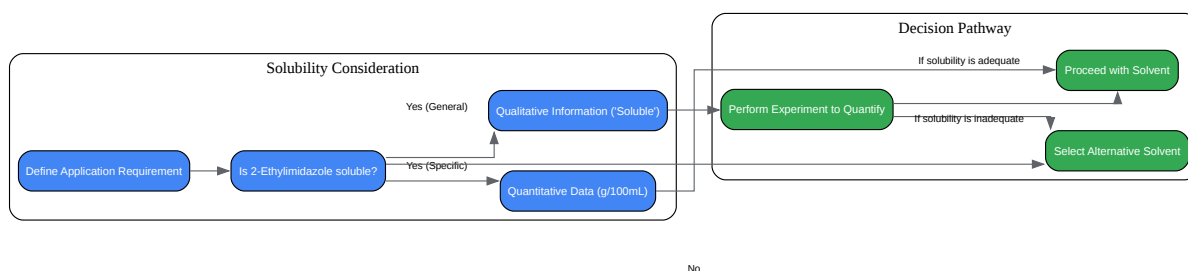 Decision Pathway
Solubility Consideration
If solubility is adequate
Proceed with Solvent
Yes (General)
Qualitative Information ('Soluble')
Perform Experiment to Quantify
If solubility is inadequate
Select Alternative Solvent
Define Application Requirement
Is 2-Ethylimidazole soluble?
Yes (Specific)
Quantitative Data (g/100mL)
No